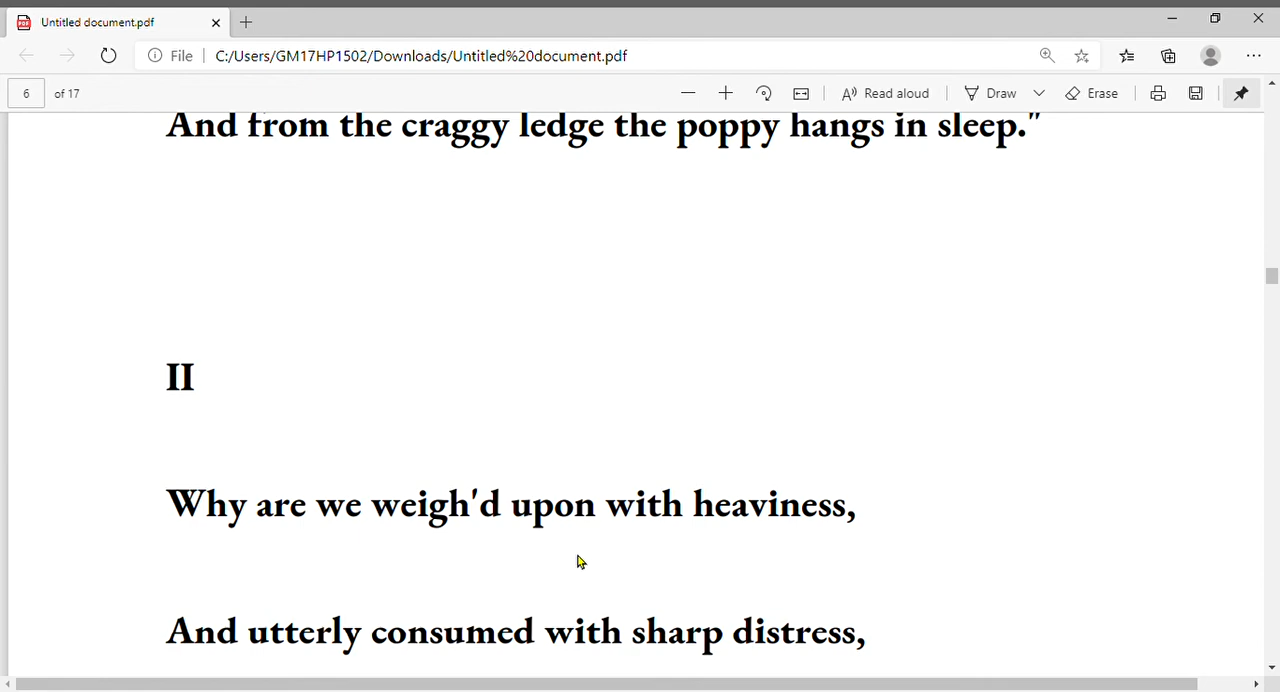 Untitled document.pdf
File
C:/Users/GM17HP1502/Downloads/Untitled%20document.pdf
6 of 17
Read aloud
Draw
Erase
And from the craggy ledge the poppy hangs in sleep."
II
Why are we weigh'd upon with heaviness,
And utterly consumed with sharp distress,